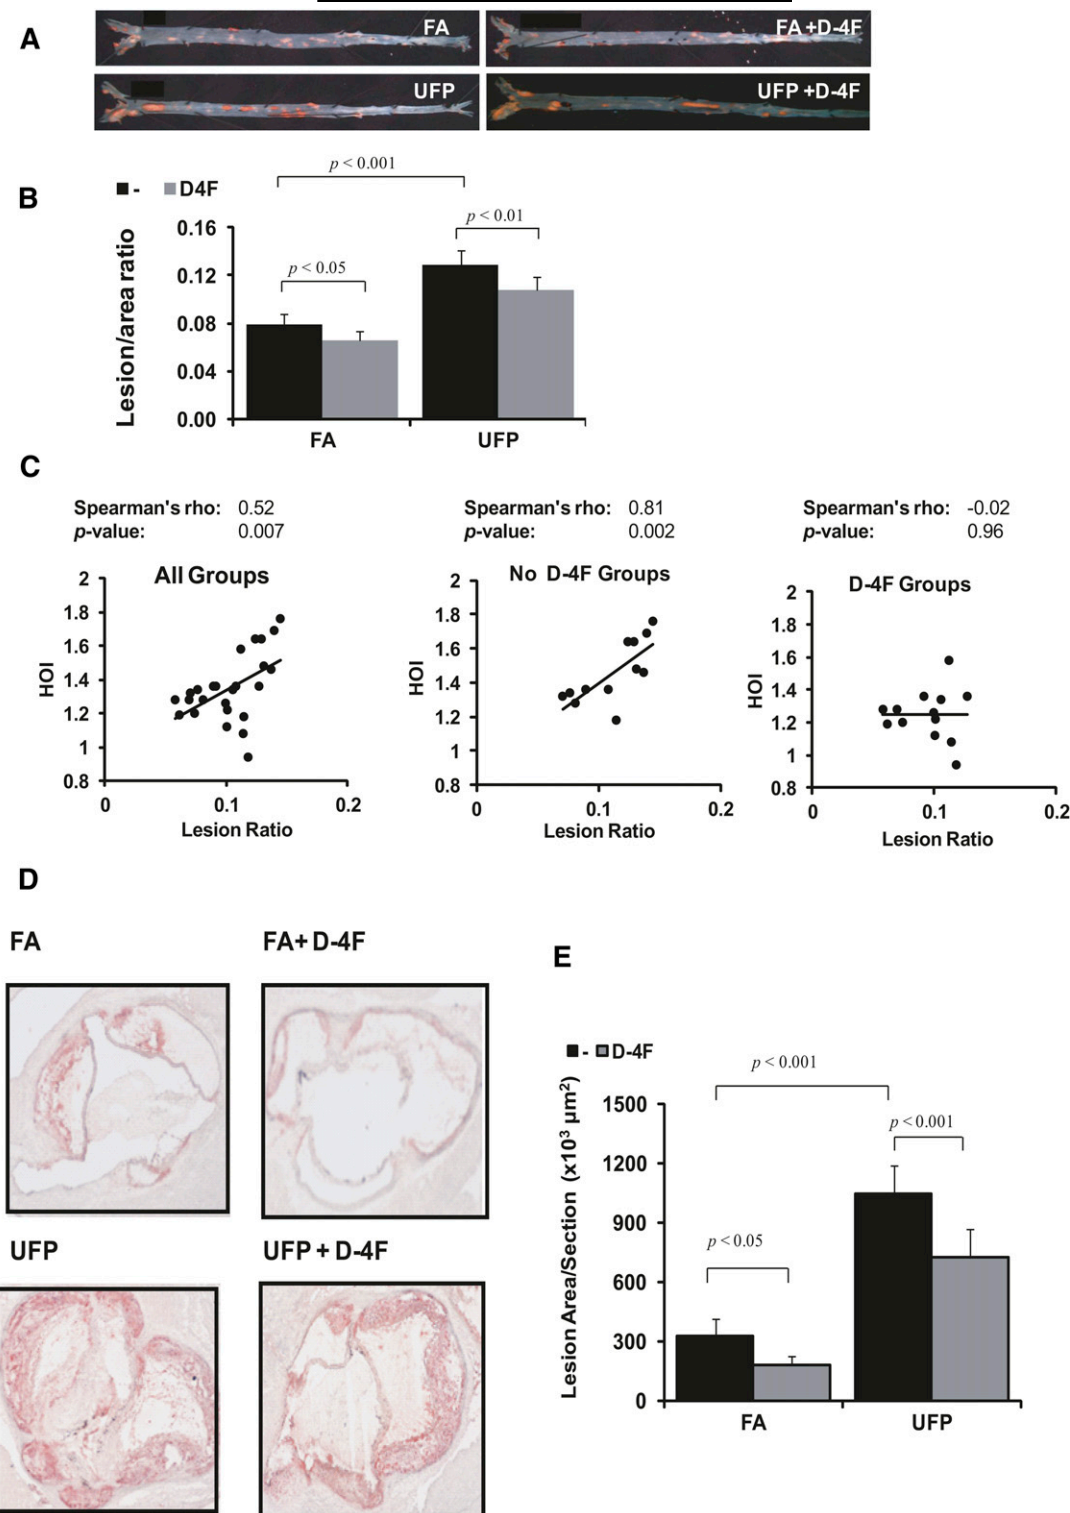 A
FA
FA +D-4F
UFP
UFP +D-4F
B
- D4F
p < 0.001
p < 0.01
p < 0.05
Lesion/area ratio
0.16
0.12
0.08
0.04
0.00
FA
UFP
C
Spearman's rho: 0.52
p-value: 0.007
All Groups
HOI
2
1.8
1.6
1.4
1.2
1
0.8
0
0.1
0.2
Lesion Ratio
Spearman's rho: 0.81
p-value: 0.002
No D-4F Groups
HOI
2
1.8
1.6
1.4
1.2
1
0.8
0
0.1
0.2
Lesion Ratio
Spearman's rho: -0.02
p-value: 0.96
D-4F Groups
HOI
2
1.8
1.6
1.4
1.2
1
0.8
0
0.1
0.2
Lesion Ratio
D
FA
FA+ D-4F
UFP
UFP + D-4F
E
- D-4F
p < 0.001
p < 0.001
p < 0.05
Lesion Area/Section (x10³ µm²)
1500
1200
900
600
300
0
FA
UFP